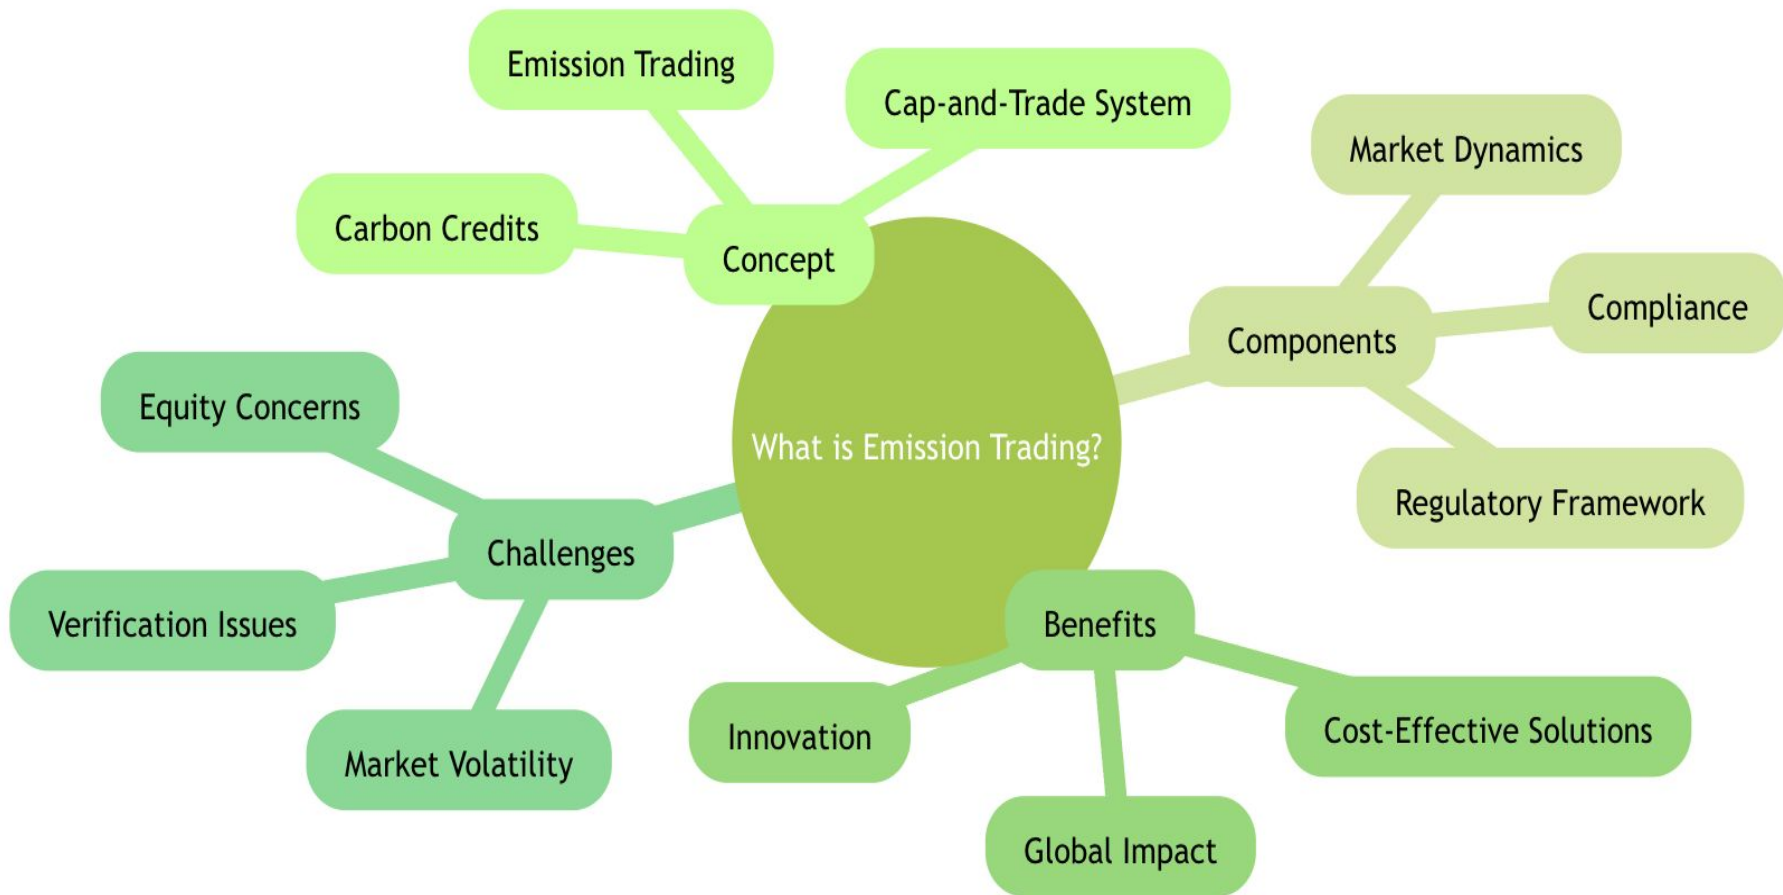 Emission Trading
Cap-and-Trade System
Carbon Credits
Concept
Market Dynamics
Compliance
Components
Regulatory Framework
What is Emission Trading?
Equity Concerns
Challenges
Verification Issues
Market Volatility
Benefits
Innovation
Cost-Effective Solutions
Global Impact